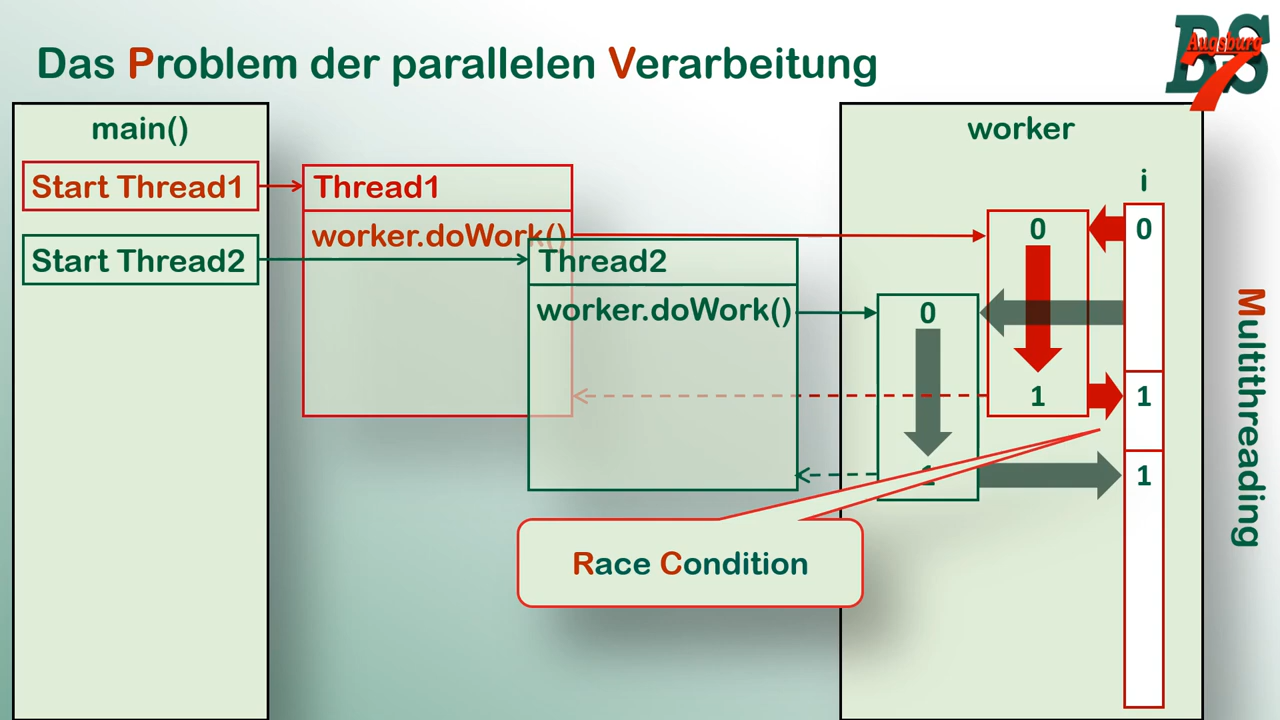 Das Problem der parallelen Verarbeitung
BS
Augsburg
7
main()
Start Thread1
Start Thread2
Thread1
worker.doWork()
Thread2
worker.doWork()
worker
i
0
0
0
1
1
1
1
Race Condition
Multithreading